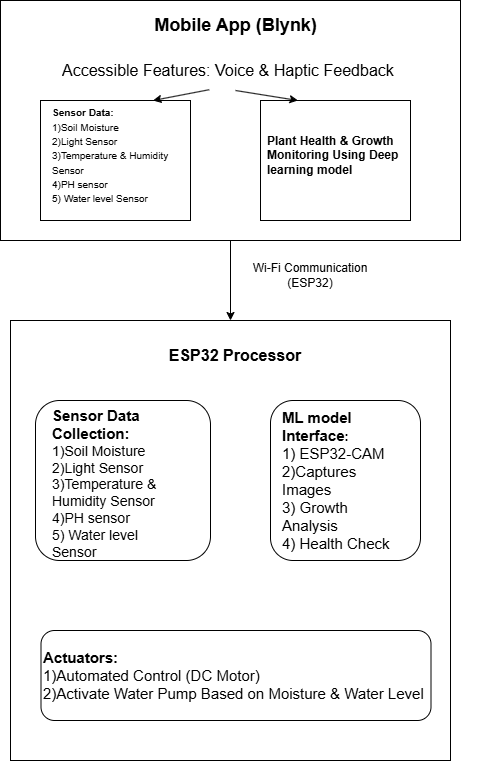 Mobile App (Blynk)
Accessible Features: Voice & Haptic Feedback
Sensor Data:
1)Soil Moisture
2)Light Sensor
3)Temperature & Humidity
Sensor
4)PH sensor
5) Water level Sensor
Plant Health & Growth
Monitoring Using Deep
learning model
Wi-Fi Communication
(ESP32)
ESP32 Processor
Sensor Data
Collection:
1)Soil Moisture
2)Light Sensor
3)Temperature &
Humidity Sensor
4)PH sensor
5) Water level
Sensor
ML model
Interface:
1) ESP32-CAM
2)Captures
Images
3) Growth
Analysis
4) Health Check
Actuators:
1)Automated Control (DC Motor)
2)Activate Water Pump Based on Moisture & Water Level